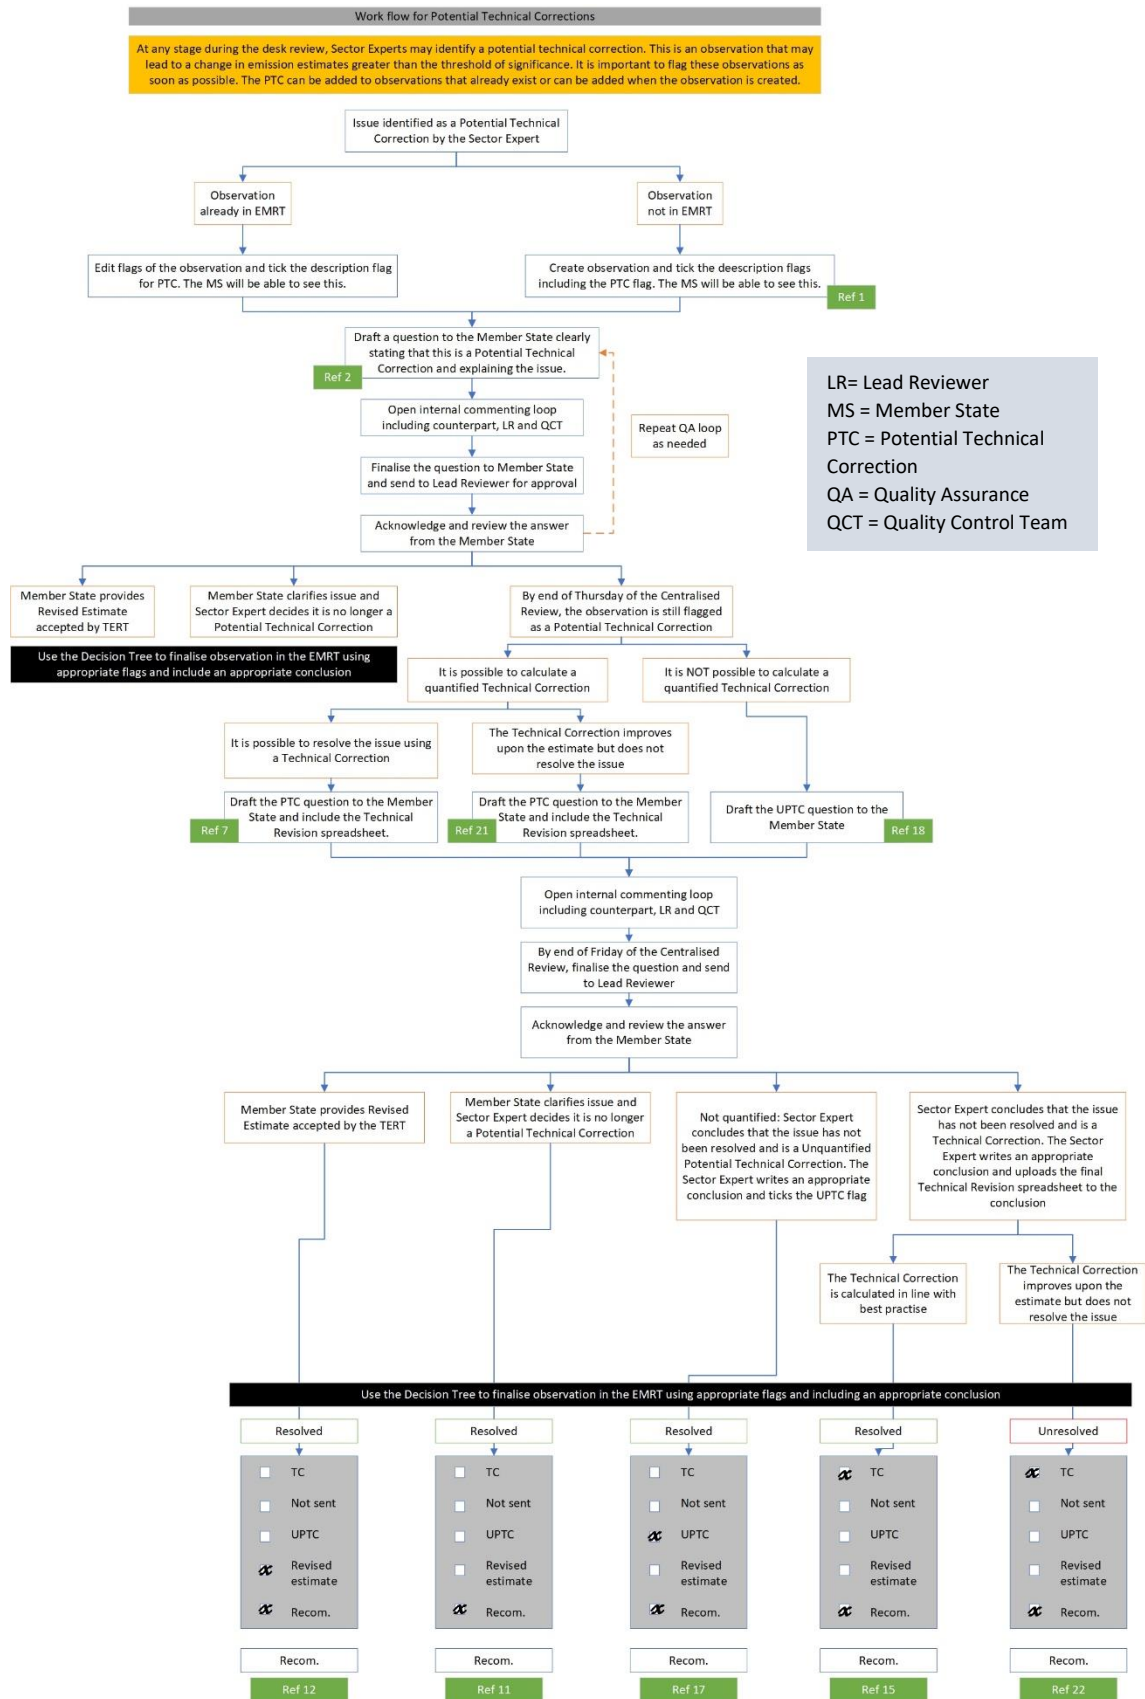 Work flow for Potential Technical Corrections
At any stage during the desk review, Sector Experts may identify a potential technical correction. This is an observation that may
lead to a change in emission estimates greater than the threshold of significance. It is important to flag these observations as
soon as possible. The PTC can be added to observations that already exist or can be added when the observation is created.
Issue identified as a Potential Technical
Correction by the Sector Expert
Observation
already in EMRT
Observation
not in EMRT
Edit flags of the observation and tick the deescription flag
for PTC. The MS will be able to see this.
Create observation and tick the deescription flags
including the PTC flag. The MS will be able to see this.
Ref 1
Draft a question to the Member State clearly
stating that this is a Potential Technical
Correction and explaining the issue.
Ref 2
LR= Lead Reviewer
MS = Member State
PTC = Potential Technical
Correction
QA = Quality Assurance
QCT = Quality Control Team
Open internal commenting loop
including counterpart, LR and QCT
Repeat QA loop
as needed
Finalise the question to Member State
and send to Lead Reviewer for approval
Acknowledge and review the answer
from the Member State
Member State provides
Revised Estimate
accepted by TERT
Member State clarifies issue and
Sector Expert decides it is no longer a
Potential Technical Correction
By end of Thursday of the Centralised
Review, the observation is still flagged
as a Potential Technical Correction
Use the Decision Tree to finalise observation in the EMRT using
appropriate flags and include an appropriate conclusion
It is possible to calculate a
quantified Technical Correction
It is NOT possible to calculate a
quantified Technical Correction
It is possible to resolve the issue using
a Technical Correction
The Technical Correction improves
upon the estimate but does not
resolve the issue
Draft the PTC question to the Member
State and include the Technical
Revision spreadsheet.
Ref 7
Draft the PTC question to the Member
State and include the Technical
Revision spreadsheet.
Ref 21
Draft the UPTC question to the
Member State
Ref 18
Open internal commenting loop
including counterpart, LR and QCT
By end of Friday of the Centralised
Review, finalise the question and send
to Lead Reviewer
Acknowledge and review the answer
from the Member State
Member State provides Revised
Estimate accepted by the TERT
Member State clarifies issue and
Sector Expert decides it is no longer
a Potential Technical Correction
Not quantified: Sector Expert
concludes that the issue has not
been resolved and is a Unquantified
Potential Technical Correction. The
Sector Expert writes an appropriate
conclusion and ticks the UPTC flag
Sector Expert concludes that the issue
has not been resolved and is a
Technical Correction. The Sector
Expert writes an appropriate
conclusion and uploads the final
Technical Revision spreadsheet to the
conclusion
The Technical Correction
is calculated in line with
best practise
The Technical Correction
improves upon the
estimate but does not
resolve the issue
Use the Decision Tree to finalise observation in the EMRT using appropriate flags and including an appropriate conclusion
Resolved
TC
Not sent
UPTC
Revised
estimate
Recom.
Recom.
Ref 12
Resolved
TC
Not sent
UPTC
Revised
estimate
Recom.
Recom.
Ref 11
Resolved
TC
Not sent
UPTC
Revised
estimate
Recom.
Recom.
Ref 17
Resolved
TC
Not sent
UPTC
Revised
estimate
Recom.
Recom.
Ref 15
Unresolved
TC
Not sent
UPTC
Revised
estimate
Recom.
Recom.
Ref 22